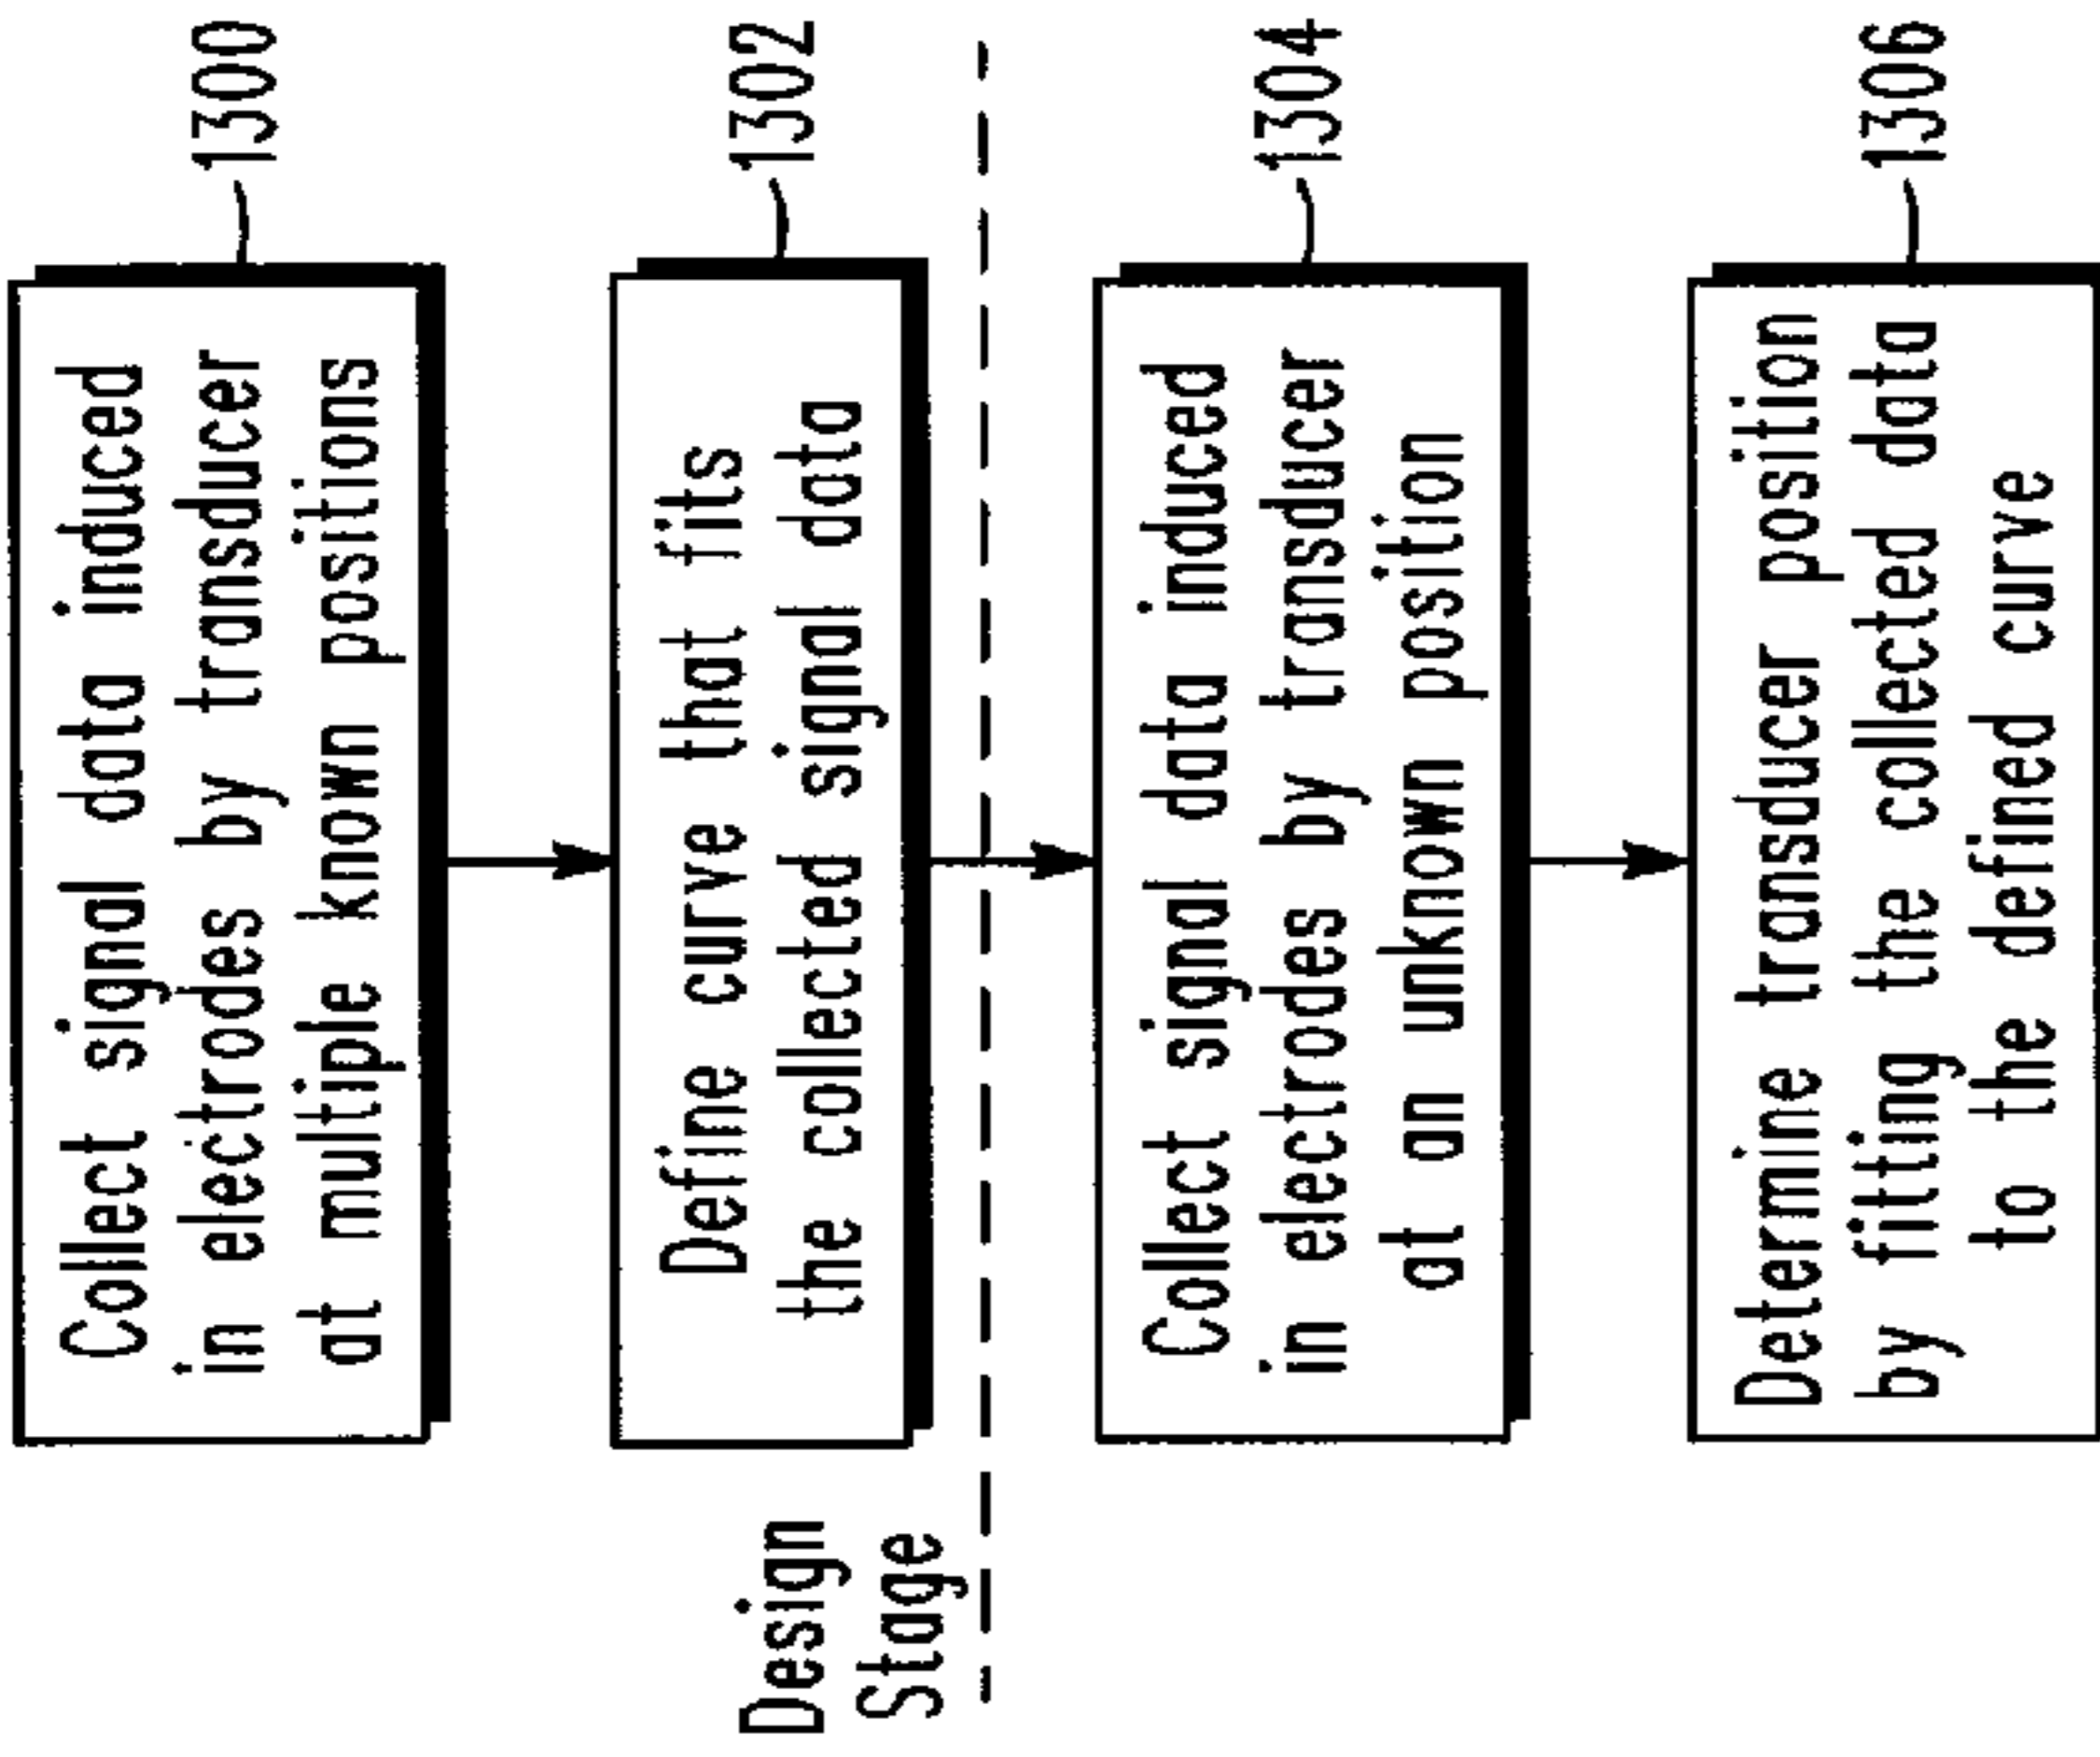 Collect signal data induced
in electrodes by transducer
at multiple known positions
1300
Define curve that fits
the collected signal data
1302
Design
Stage
Collect signal data induced
in electrodes by transducer
at an unknown position
1304
Determine transducer position
by fitting the collected data
to the defined curve
1306